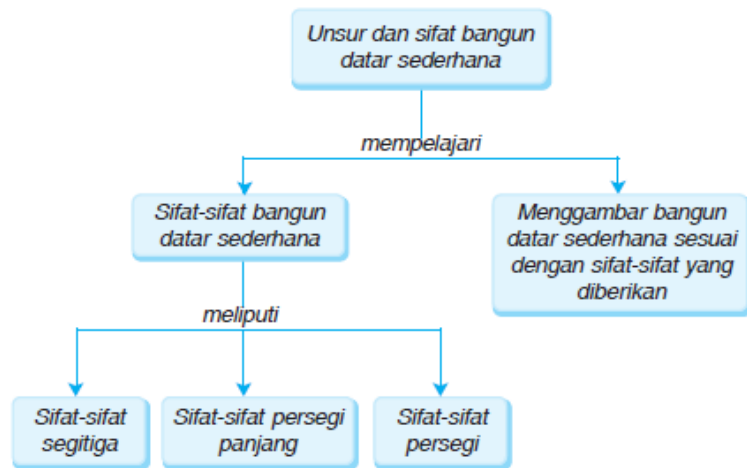 Unsur dan sifat bangun
datar sederhana
mempelajari
Sifat-sifat bangun
datar sederhana
Menggambar bangun
datar sederhana sesuai
dengan sifat-sifat yang
diberikan
meliputi
Sifat-sifat
segitiga
Sifat-sifat persegi
panjang
Sifat-sifat
persegi